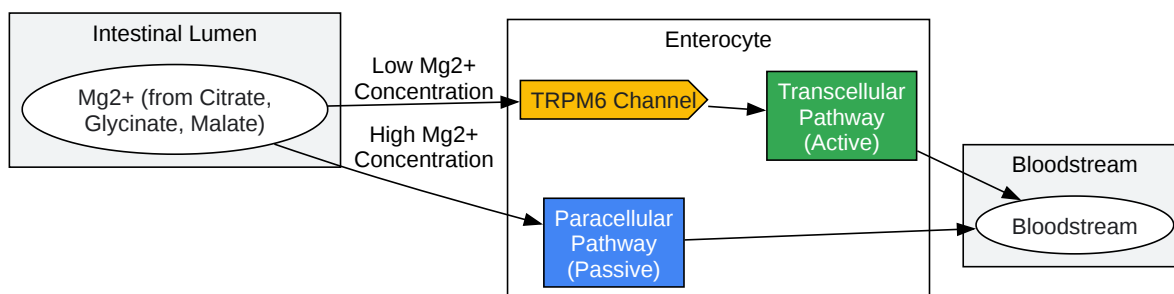 Intestinal Lumen
Mg2+ (from Citrate,
Glycinate, Malate)
Low Mg2+
Concentration
High Mg2+
Concentration
Enterocyte
TRPM6 Channel
Transcellular
Pathway
(Active)
Paracellular
Pathway
(Passive)
Bloodstream
Bloodstream